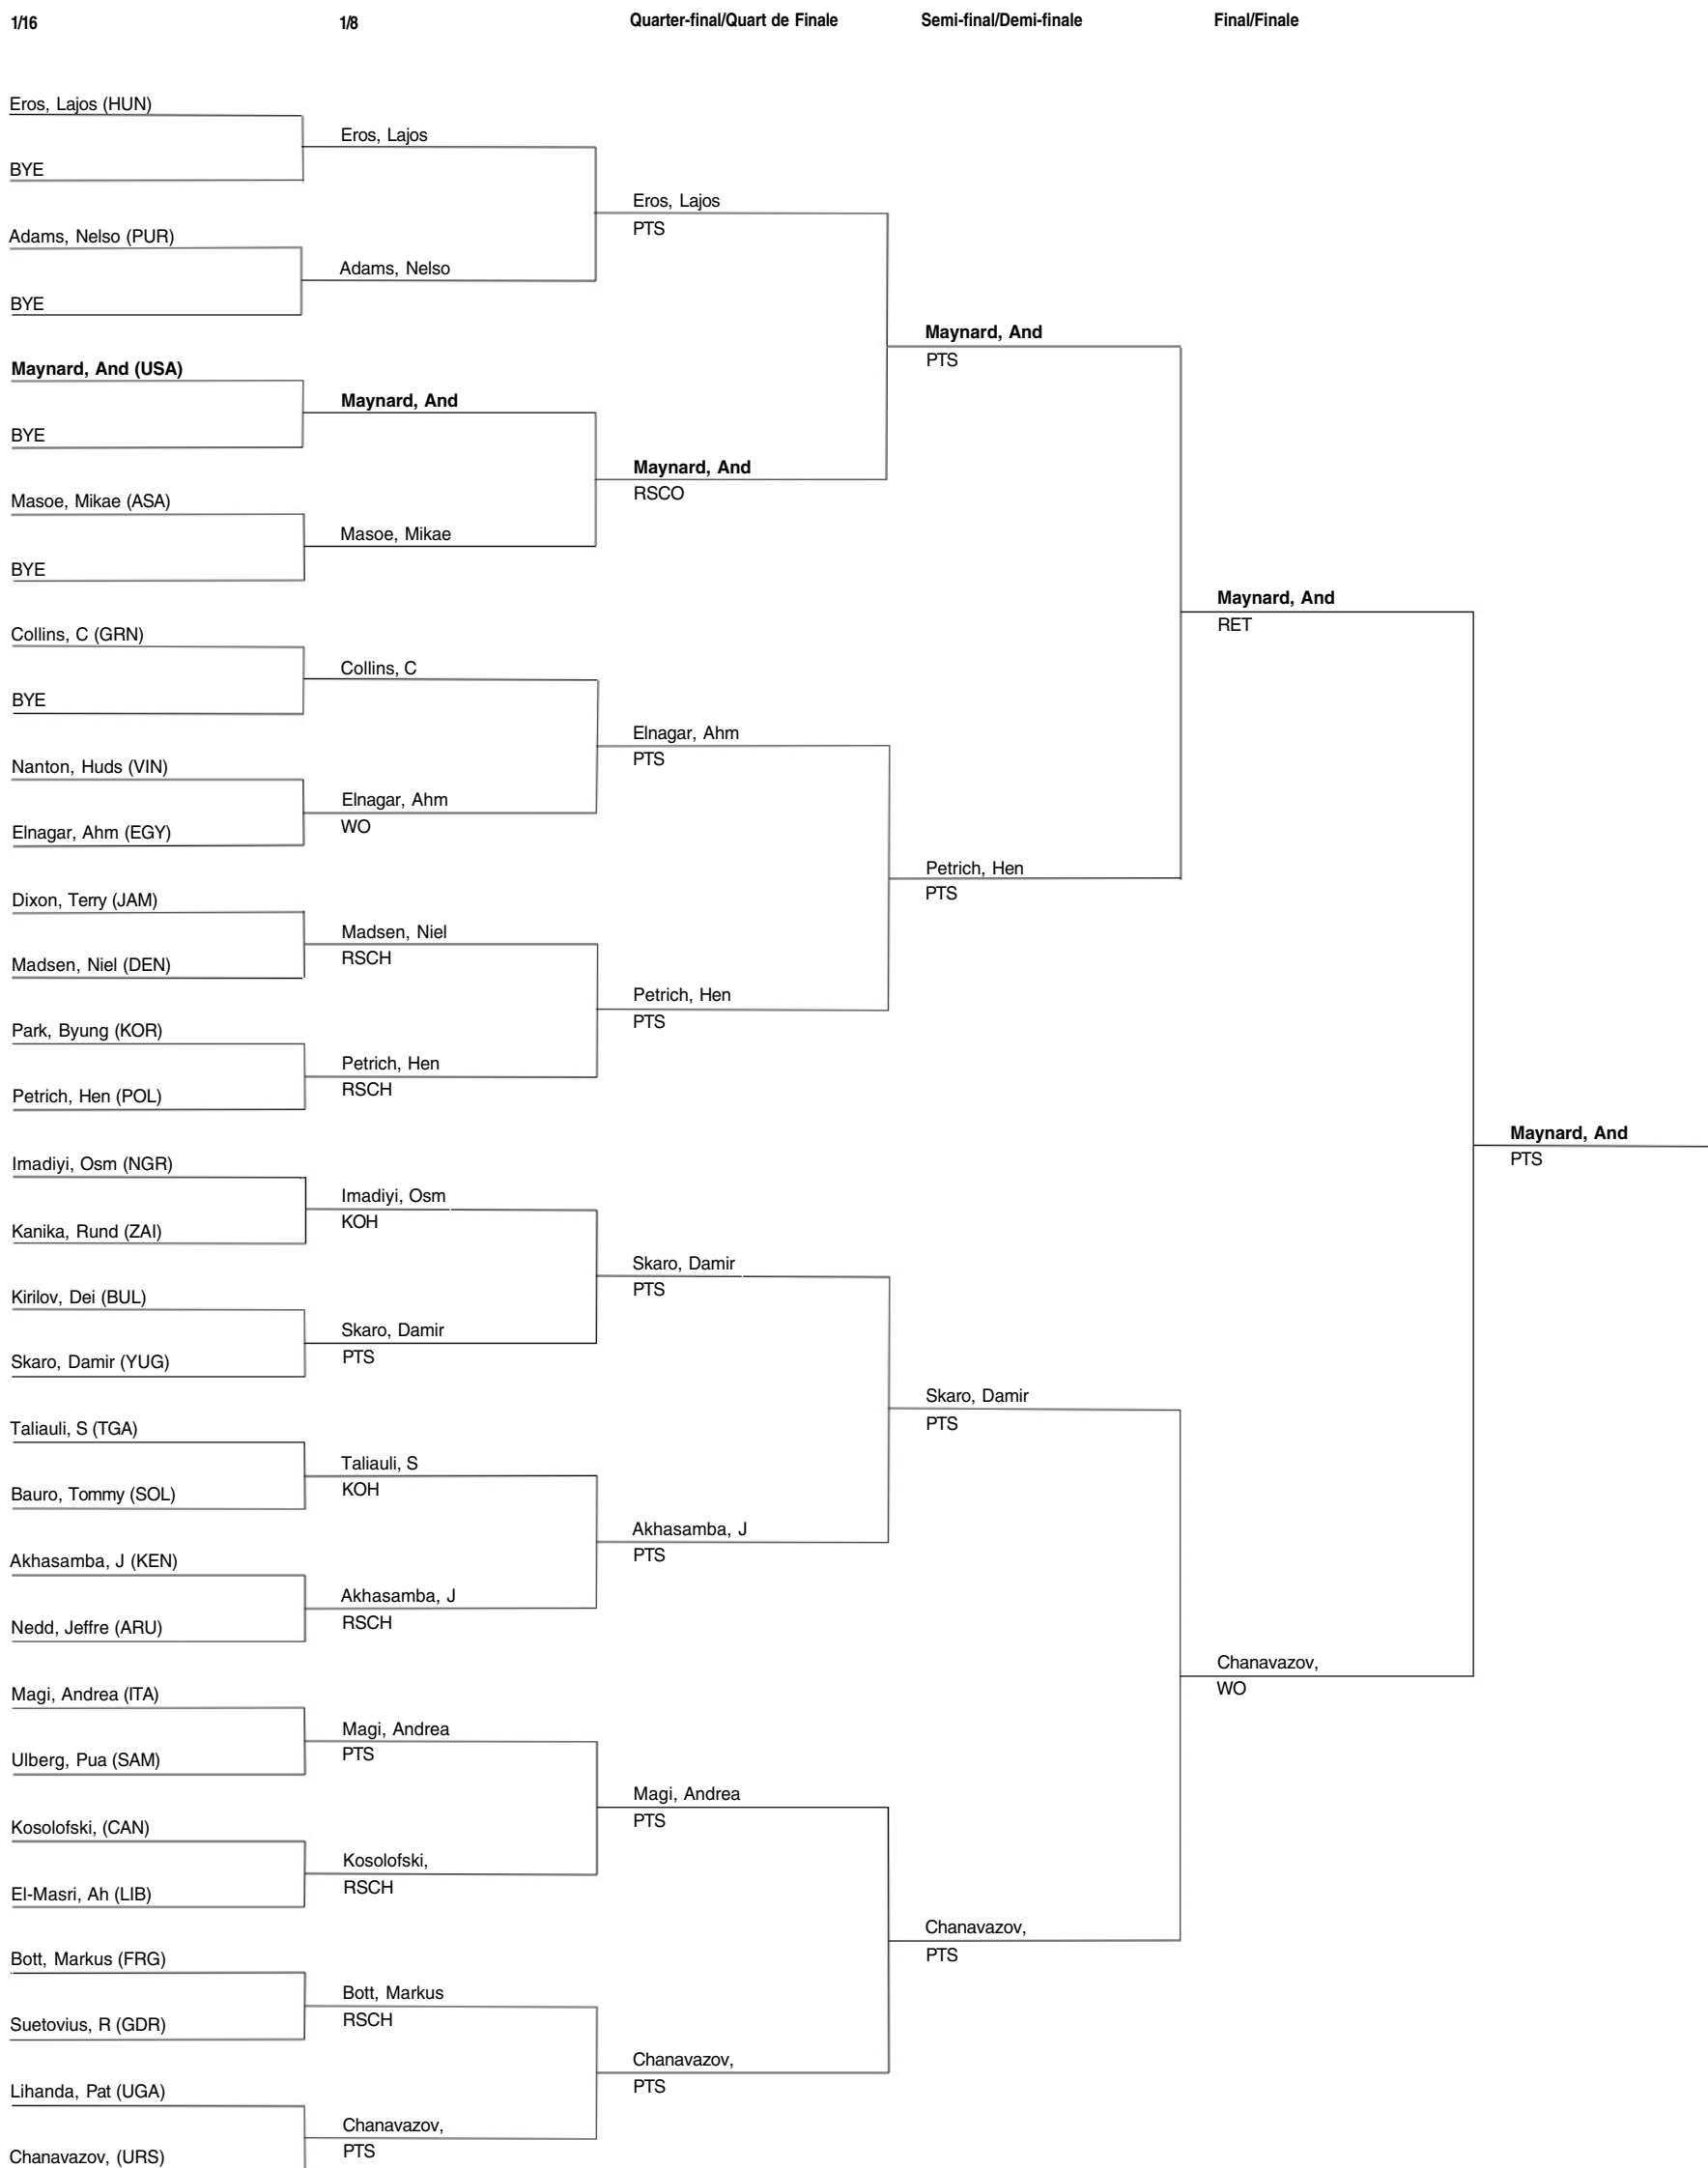 1/16
1/8
Quarter-final/Quart de Finale
Semi-final/Demi-finale
Final/Finale
Eros, Lajos (HUN)
BYE
Adams, Nelso (PUR)
BYE
Maynard, And (USA)
BYE
Masoe, Mikae (ASA)
BYE
Collins, C (GRN)
BYE
Nanton, Huds (VIN)
Elnagar, Ahm (EGY)
Dixon, Terry (JAM)
Madsen, Niel (DEN)
Park, Byung (KOR)
Petrich, Hen (POL)
Imadiyi, Osm (NGR)
Kanika, Rund (ZAI)
Kirilov, Dei (BUL)
Skaro, Damir (YUG)
Taliauli, S (TGA)
Bauro, Tommy (SOL)
Akhasamba, J (KEN)
Nedd, Jeffre (ARU)
Magi, Andrea (ITA)
Ulberg, Pua (SAM)
Kosolofski, (CAN)
El-Masri, Ah (LIB)
Bott, Markus (FRG)
Suetovius, R (GDR)
Lihanda, Pat (UGA)
Chanavazov, (URS)
Eros, Lajos
Adams, Nelso
Maynard, And
Masoe, Mikae
Collins, C
Elnagar, Ahm
WO
Madsen, Niel
RSCH
Petrich, Hen
RSCH
Imadiyi, Osm
KOH
Skaro, Damir
PTS
Taliauli, S
KOH
Akhasamba, J
RSCH
Magi, Andrea
PTS
Kosolofski,
RSCH
Bott, Markus
RSCH
Chanavazov,
PTS
Eros, Lajos
PTS
Maynard, And
RSCO
Elnagar, Ahm
PTS
Petrich, Hen
PTS
Skaro, Damir
PTS
Akhasamba, J
PTS
Magi, Andrea
PTS
Chanavazov,
PTS
Maynard, And
PTS
Petrich, Hen
PTS
Skaro, Damir
PTS
Chanavazov,
PTS
Maynard, And
RET
Chanavazov,
WO
Maynard, And
PTS